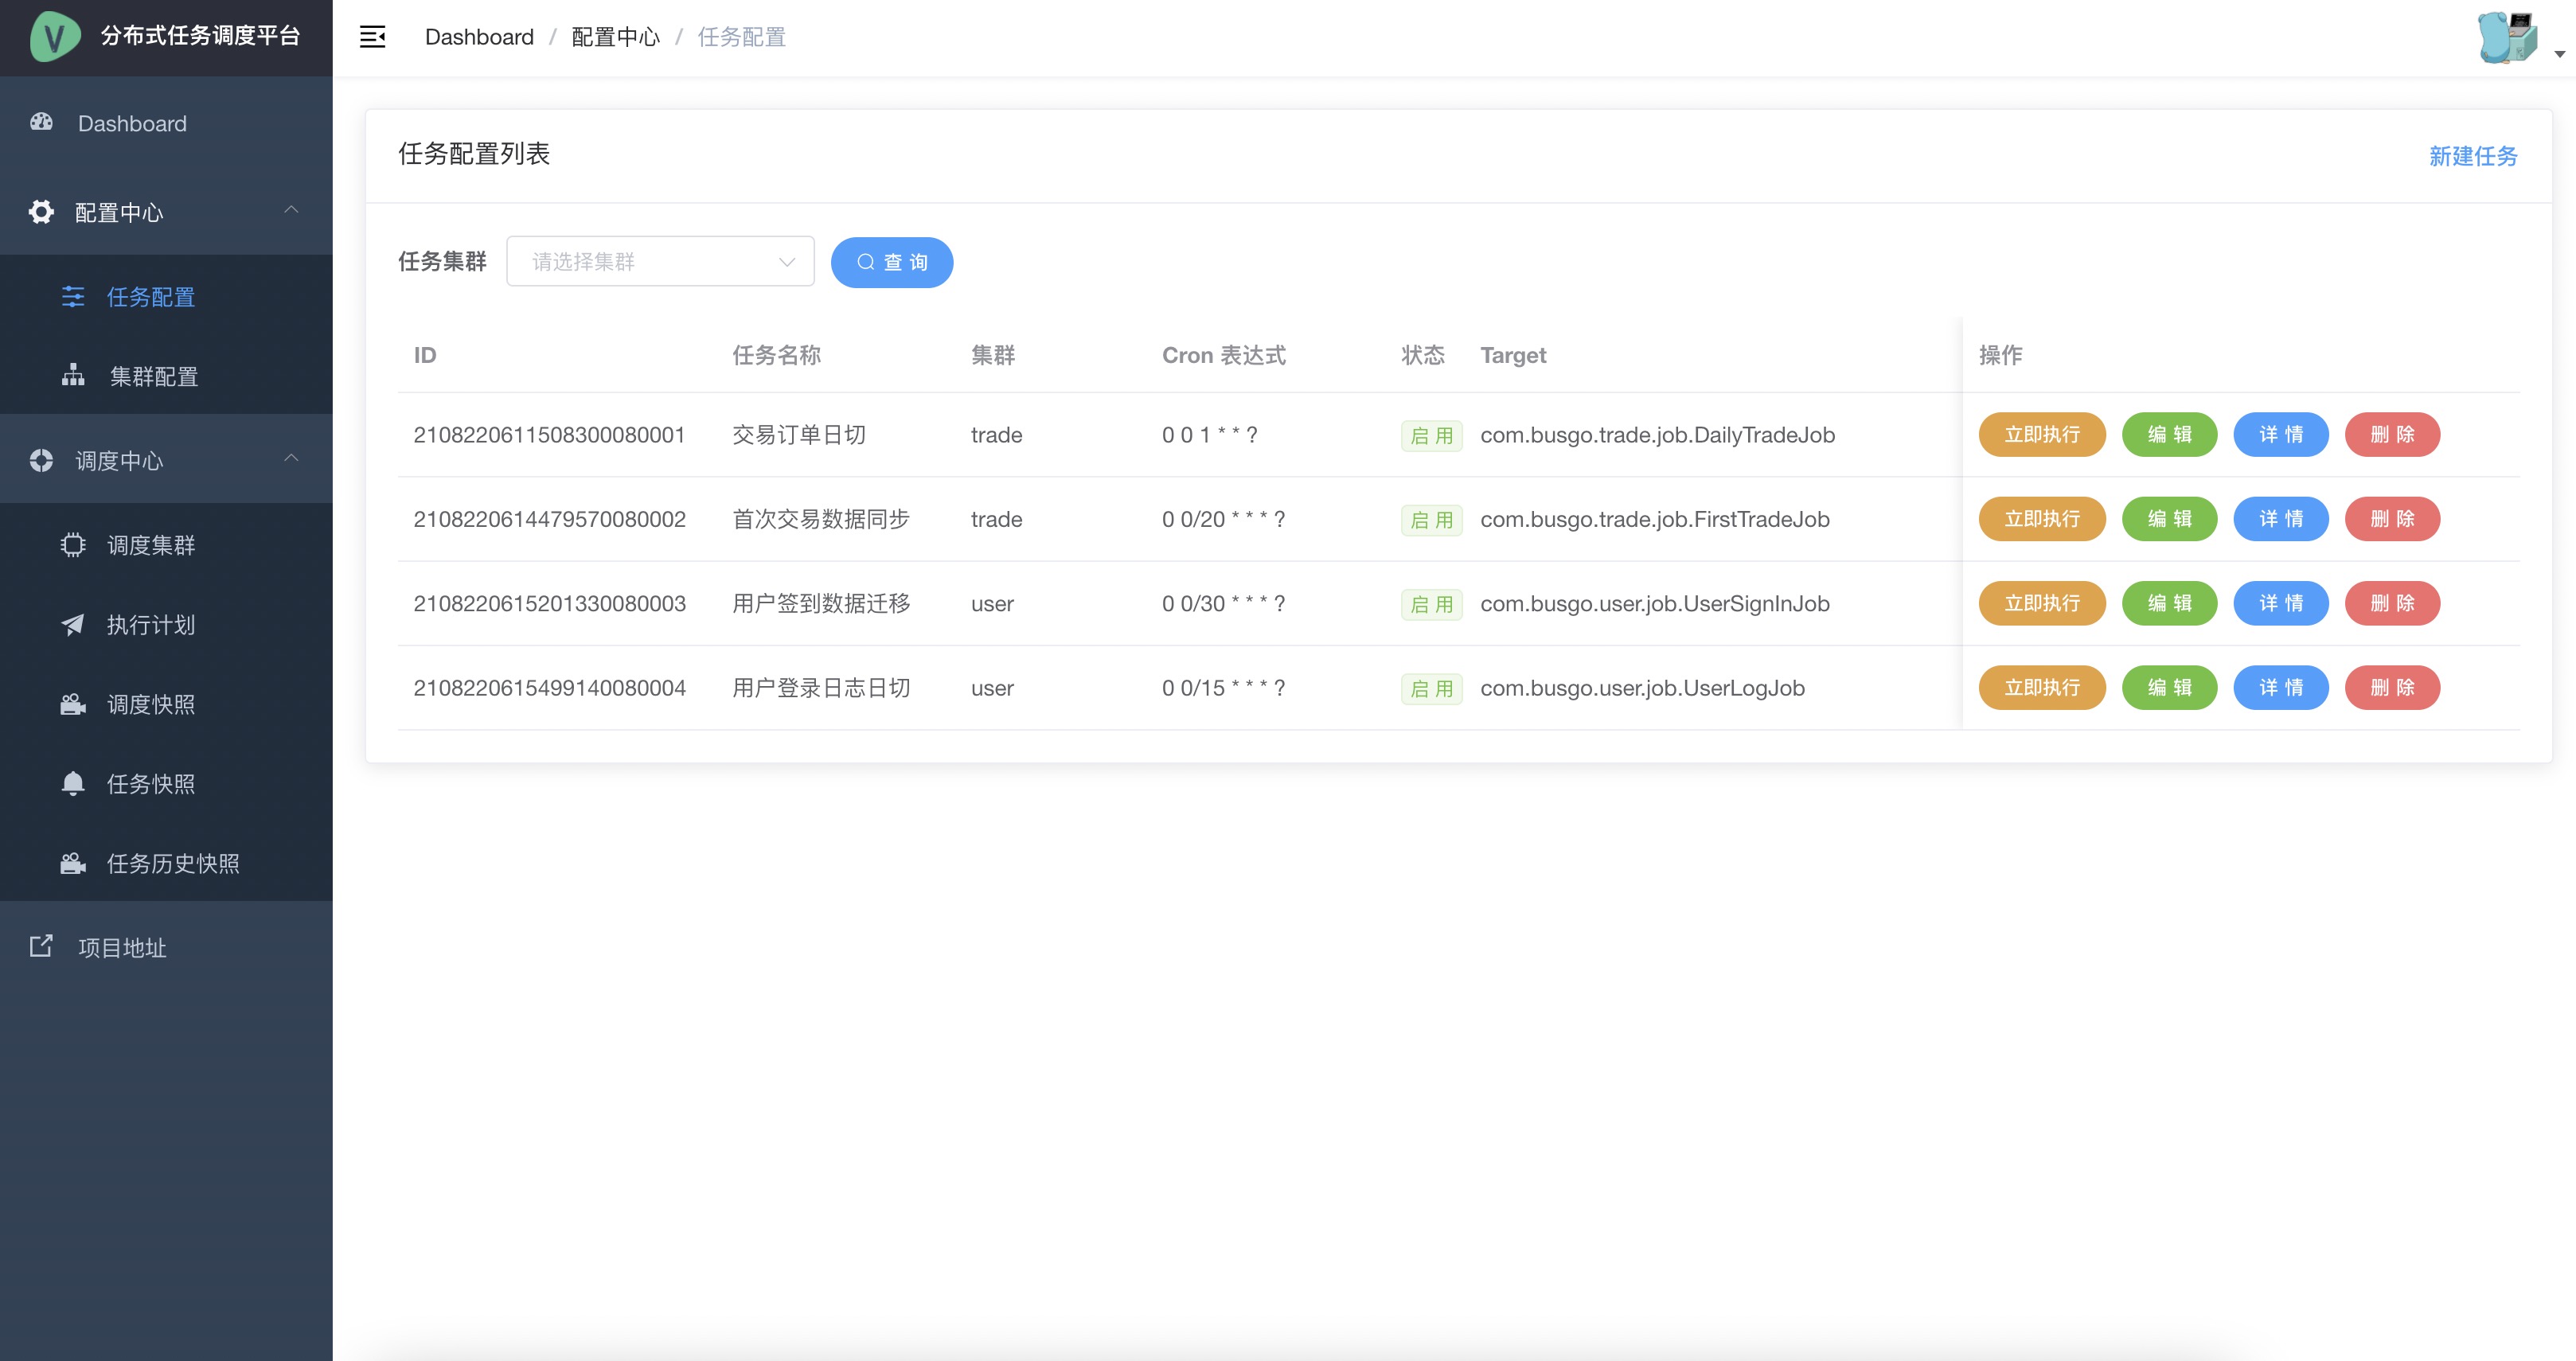 V 分布式任务调度平台
Dashboard / 配置中心 / 任务配置
Dashboard
配置中心
任务配置
集群配置
调度中心
调度集群
执行计划
调度快照
任务快照
任务历史快照
项目地址
任务配置列表 新建任务
任务集群 请选择集群 查 询
ID 任务名称 集群 Cron 表达式 状态 Target 操作
2108220611508300080001 交易订单日切 trade 0 0 1 * * ? 启 用 com.busgo.trade.job.DailyTradeJob 立即执行 编 辑 详 情 删 除
2108220614479570080002 首次交易数据同步 trade 0 0/20 * * * ? 启 用 com.busgo.trade.job.FirstTradeJob 立即执行 编 辑 详 情 删 除
2108220615201330080003 用户签到数据迁移 user 0 0/30 * * * ? 启 用 com.busgo.user.job.UserSignInJob 立即执行 编 辑 详 情 删 除
2108220615499140080004 用户登录日志日切 user 0 0/15 * * * ? 启 用 com.busgo.user.job.UserLogJob 立即执行 编 辑 详 情 删 除